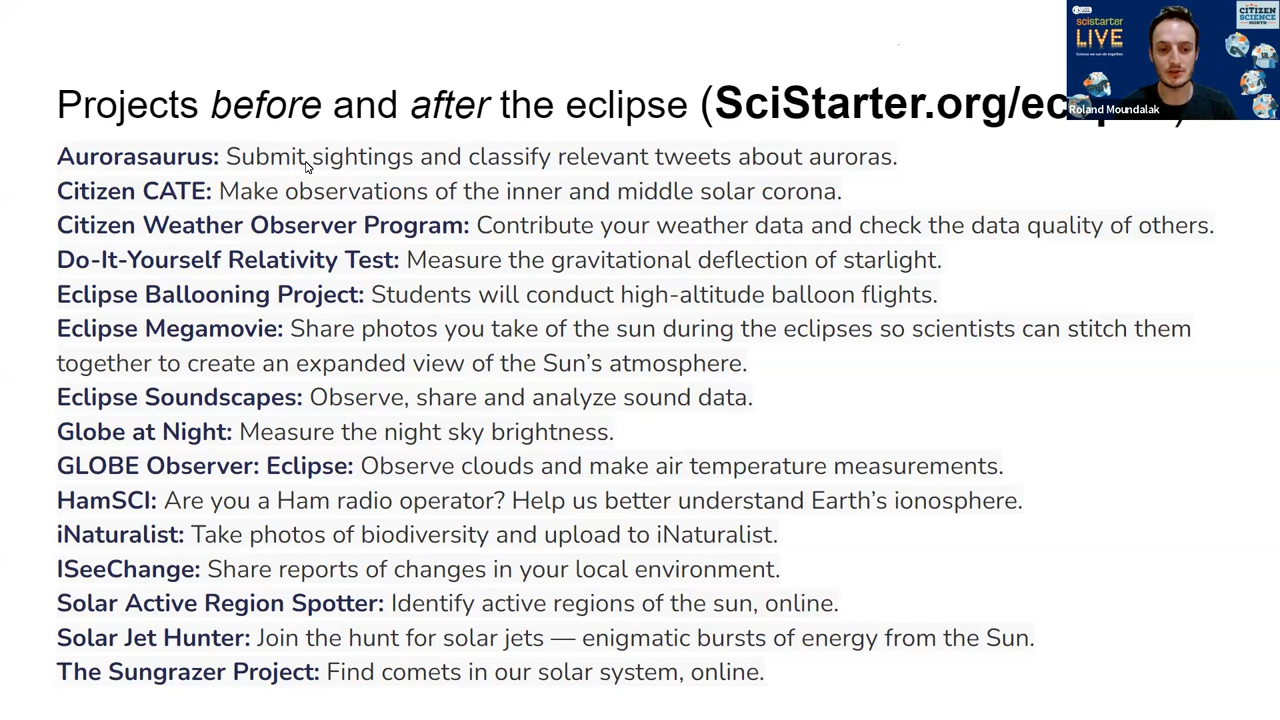 Projects before and after the eclipse (SciStarter.org/ec
Aurorasaurus: Submit sightings and classify relevant tweets about auroras.
Citizen CATE: Make observations of the inner and middle solar corona.
Citizen Weather Observer Program: Contribute your weather data and check the data quality of others.
Do-It-Yourself Relativity Test: Measure the gravitational deflection of starlight.
Eclipse Ballooning Project: Students will conduct high-altitude balloon flights.
Eclipse Megamovie: Share photos you take of the sun during the eclipses so scientists can stitch them
together to create an expanded view of the Sun’s atmosphere.
Eclipse Soundscapes: Observe, share and analyze sound data.
Globe at Night: Measure the night sky brightness.
GLOBE Observer: Eclipse: Observe clouds and make air temperature measurements.
HamSCI: Are you a Ham radio operator? Help us better understand Earth’s ionosphere.
iNaturalist: Take photos of biodiversity and upload to iNaturalist.
ISeeChange: Share reports of changes in your local environment.
Solar Active Region Spotter: Identify active regions of the sun, online.
Solar Jet Hunter: Join the hunt for solar jets — enigmatic bursts of energy from the Sun.
The Sungrazer Project: Find comets in our solar system, online.
scistarter
LIVE
Science we can do together.
CITIZEN
SCIENCE
MONTH
Roland Moundalak